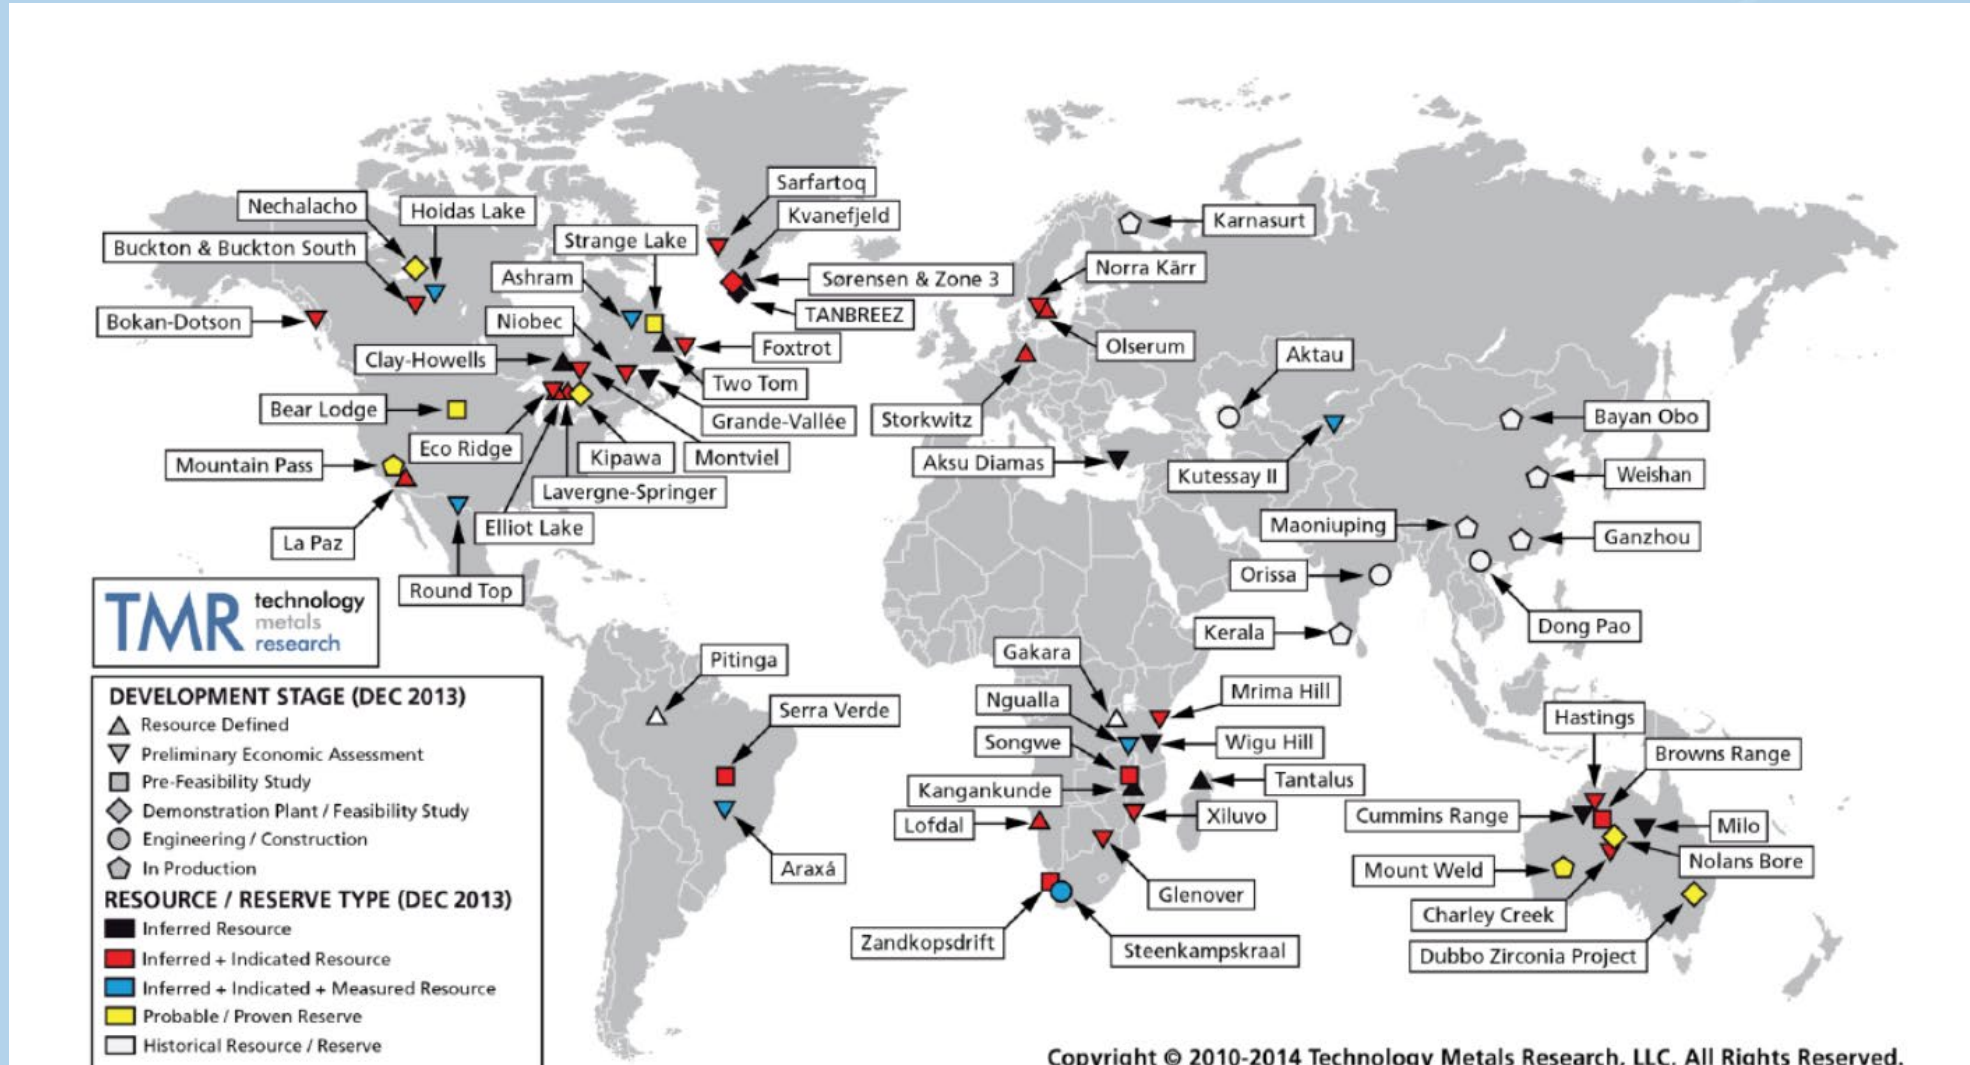 Sarfartoq
Nechalacho
Hoidas Lake
Kvanefjeld
Karnasurt
Buckton & Buckton South
Strange Lake
Ashram
Sørensen & Zone 3
Norra Kärr
Bokan-Dotson
Niobec
TANBREEZ
Clay-Howells
Foxtrot
Olserum
Aktau
Two Tom
Bear Lodge
Grande-Vallée
Storkwitz
Bayan Obo
Eco Ridge
Kipawa
Montviel
Mountain Pass
Aksu Diamas
Kutessay II
Weishan
Lavergne-Springer
La Paz
Elliot Lake
Maoniuping
Ganzhou
Round Top
Orissa
Dong Pao
Kerala
TMR technology
metals
research
Pitinga
Gakara
Serra Verde
Ngualla
Mrima Hill
Hastings
Songwe
Wigu Hill
Browns Range
Kangankunde
Tantalus
Lofdal
Xiluvo
Cummins Range
Milo
Araxá
Mount Weld
Nolans Bore
Glenover
Charley Creek
Zandkopsdrift
Steenkampskraal
Dubbo Zirconia Project
DEVELOPMENT STAGE (DEC 2013)
Resource Defined
Preliminary Economic Assessment
Pre-Feasibility Study
Demonstration Plant / Feasibility Study
Engineering / Construction
In Production
RESOURCE / RESERVE TYPE (DEC 2013)
Inferred Resource
Inferred + Indicated Resource
Inferred + Indicated + Measured Resource
Probable / Proven Reserve
Historical Resource / Reserve
Copyright © 2010-2014 Technology Metals Research, LLC. All Rights Reserved.